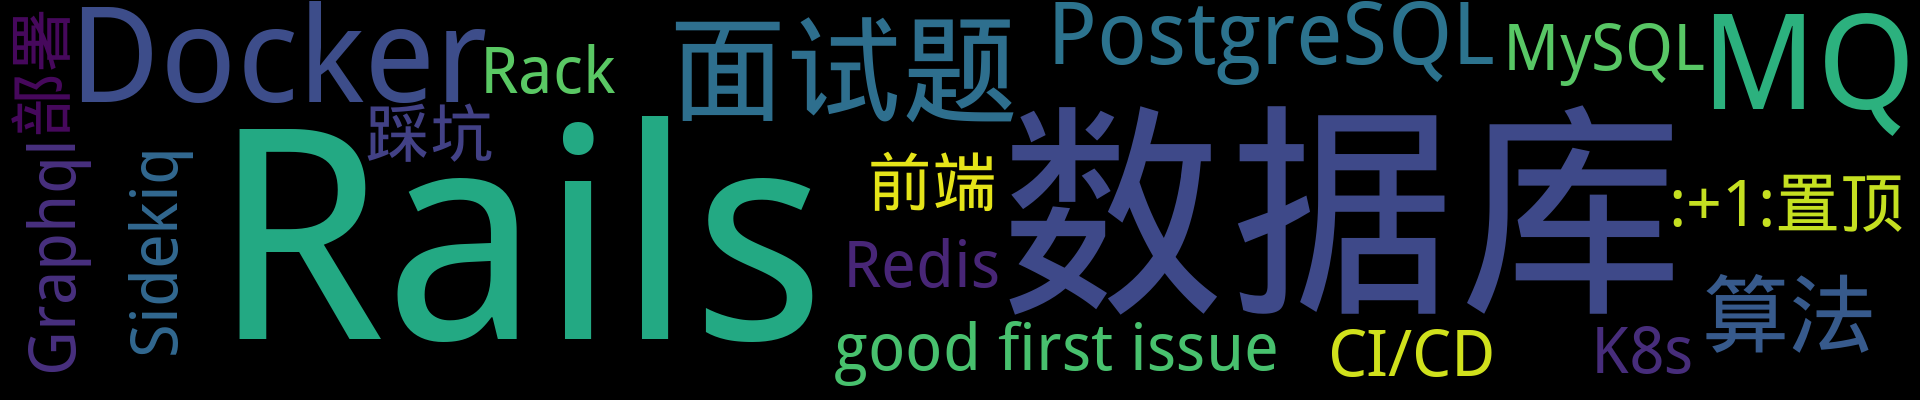 部署
Docker
Rack
面试题
PostgreSQL
MySQL
MQ
踩坑
Graphql
Sidekiq
Rails
前端
数据库
:+1:置顶
Redis
算法
good first issue
CI/CD
K8s